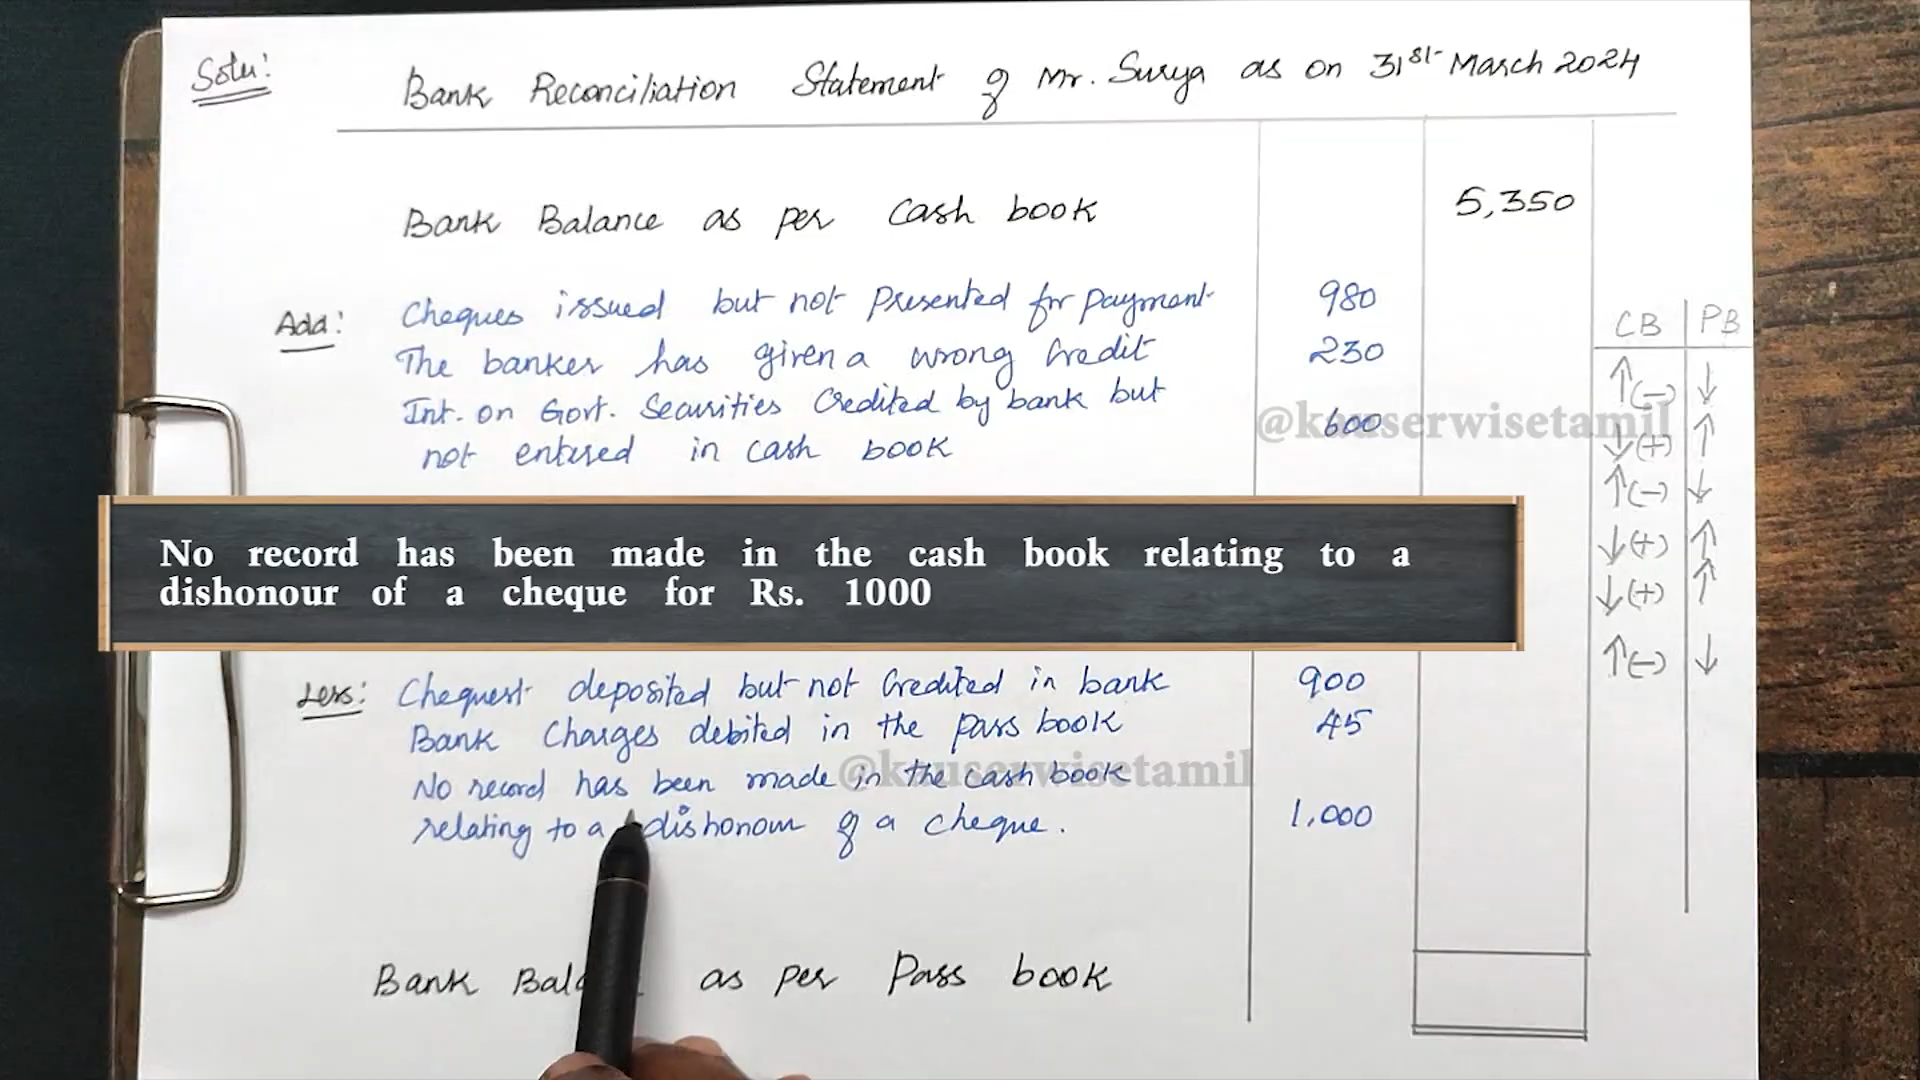 Solu:
Bank Reconciliation Statement of Mr. Surya as on 31st March 2024
Bank Balance as per Cash book 5,350
Add: Cheques issued but not Presented for payment 980
The banker has given a wrong Credit 230
Int. on Govt. Securities Credited by bank but
not entered in cash book 600
CB PB
↑(-) ↓
↓(+) ↑
↑(-) ↓
↓(+) ↑
↓(+) ↑
↑(-) ↓
@kauserwisetamil
No record has been made in the cash book relating to a
dishonour of a cheque for Rs. 1000
Less: Chequest deposited but not Credited in bank 900
Bank Charges debited in the Pass book 45
@kauserwisetamil
No record has been made in the cash book
relating to a dishonour of a cheque. 1,000
Bank as per Pass book